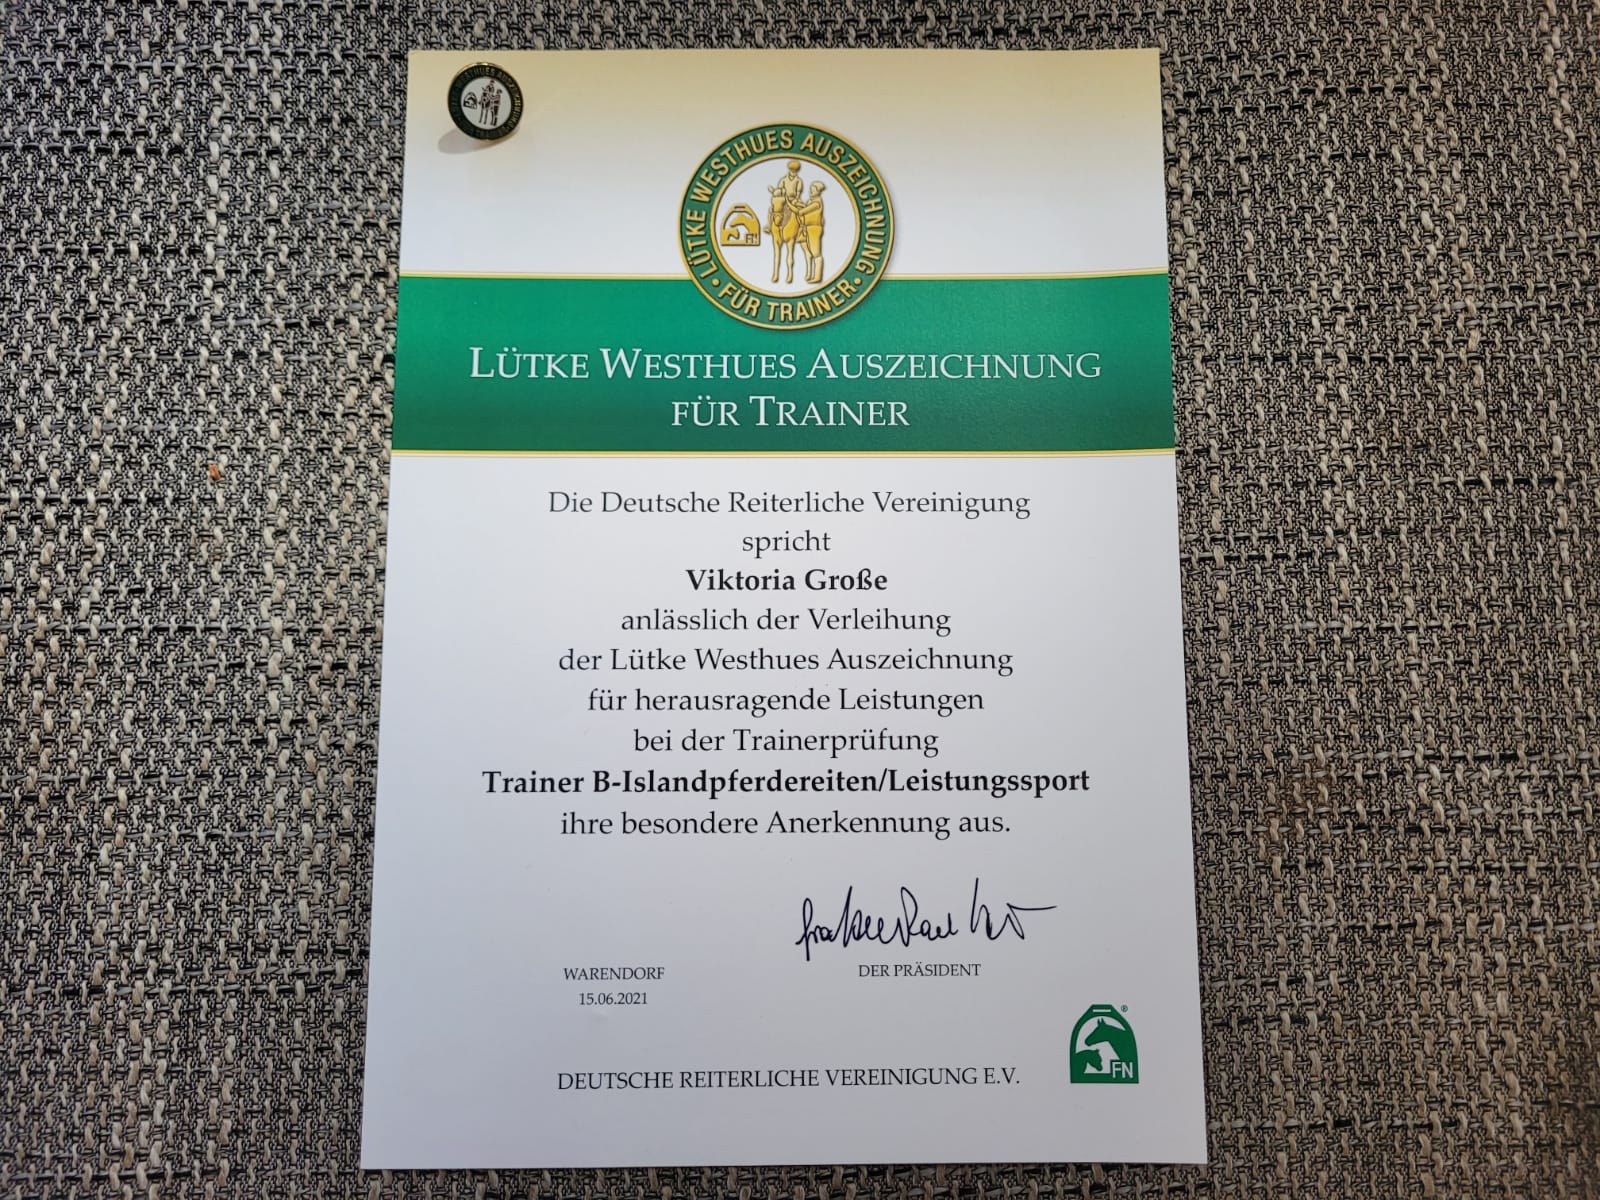 LÜTKE WESTHUES AUSZEICHNUNG
FÜR TRAINER
FN
LÜTKE WESTHUES AUSZEICHNUNG
FÜR TRAINER
Die Deutsche Reiterliche Vereinigung
spricht
Viktoria Große
anlässlich der Verleihung
der Lütke Westhues Auszeichnung
für herausragende Leistungen
bei der Trainerprüfung
Trainer B-Islandpferdereiten/Leistungssport
ihre besondere Anerkennung aus.
WARENDORF
15.06.2021
DER PRÄSIDENT
®
FN
DEUTSCHE REITERLICHE VEREINIGUNG E.V.